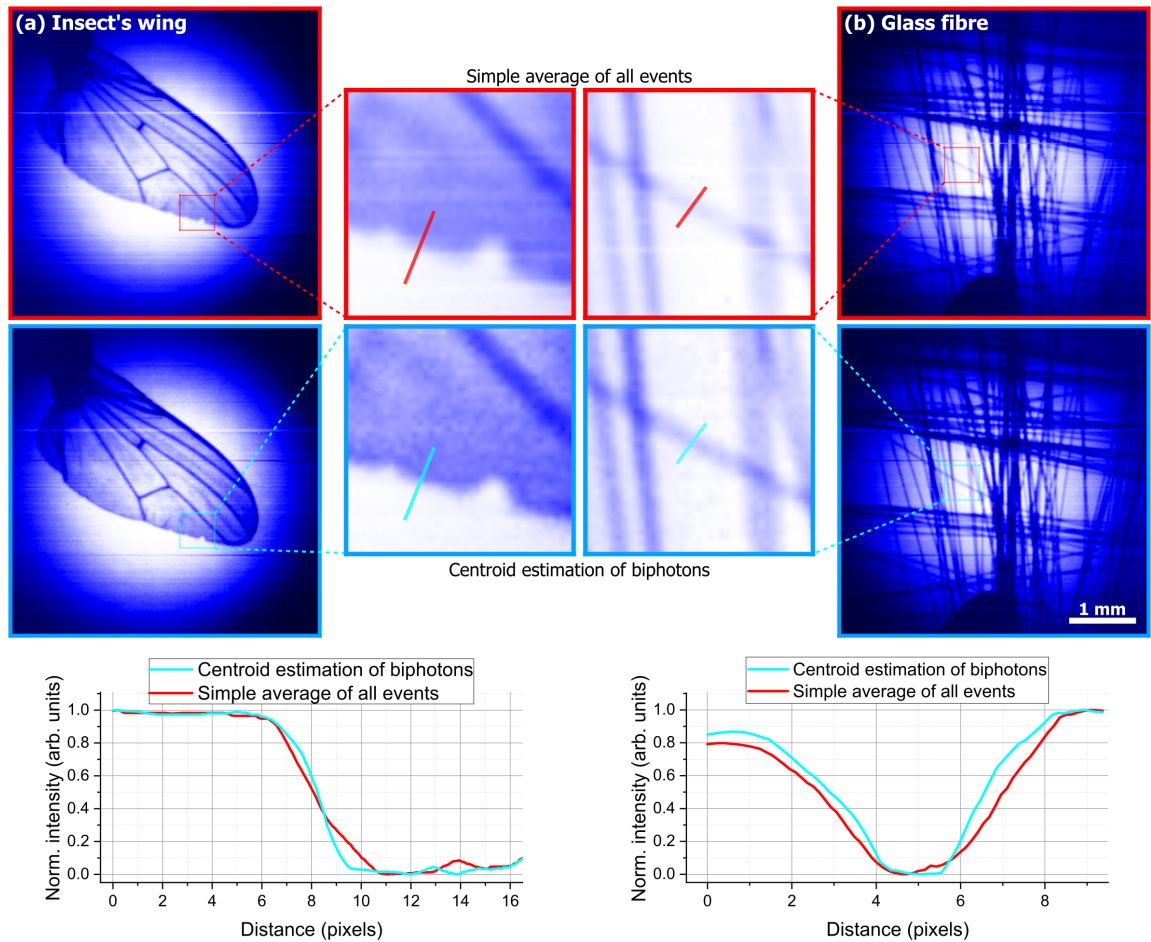 (a) Insect's wing
(b) Glass fibre
Simple average of all events
Centroid estimation of biphotons
1 mm
Centroid estimation of biphotons
Simple average of all events
Norm. intensity (arb. units)
1.0
0.8
0.6
0.4
0.2
0.0
0 2 4 6 8 10 12 14 16
Distance (pixels)
Centroid estimation of biphotons
Simple average of all events
Norm. intensity (arb. units)
1.0
0.8
0.6
0.4
0.2
0.0
0 2 4 6 8
Distance (pixels)